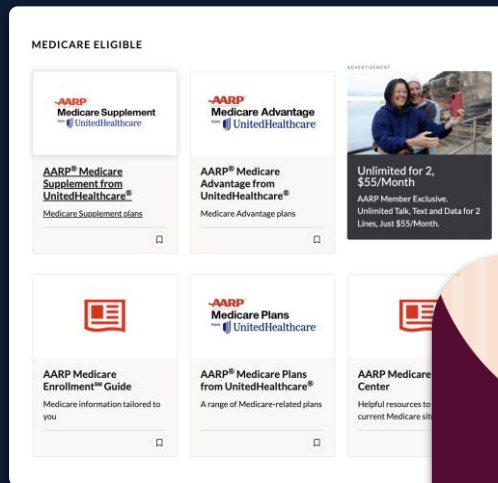 MEDICARE ELIGIBLE
AARP
Medicare Supplement
from UnitedHealthcare
AARP® Medicare
Supplement from
UnitedHealthcare®
Medicare Supplement plans
AARP
Medicare Advantage
from UnitedHealthcare
AARP® Medicare
Advantage from
UnitedHealthcare®
Medicare Advantage plans
ADVERTISEMENT
Unlimited for 2,
$55/Month
AARP Member Exclusive.
Unlimited Talk, Text and Data for 2
Lines, Just $55/Month.
AARP Medicare
Enrollment℠ Guide
Medicare information tailored to
you
AARP
Medicare Plans
from UnitedHealthcare
AARP® Medicare Plans
from UnitedHealthcare®
A range of Medicare-related plans
AARP Medicare
Center
Helpful resources to
current Medicare